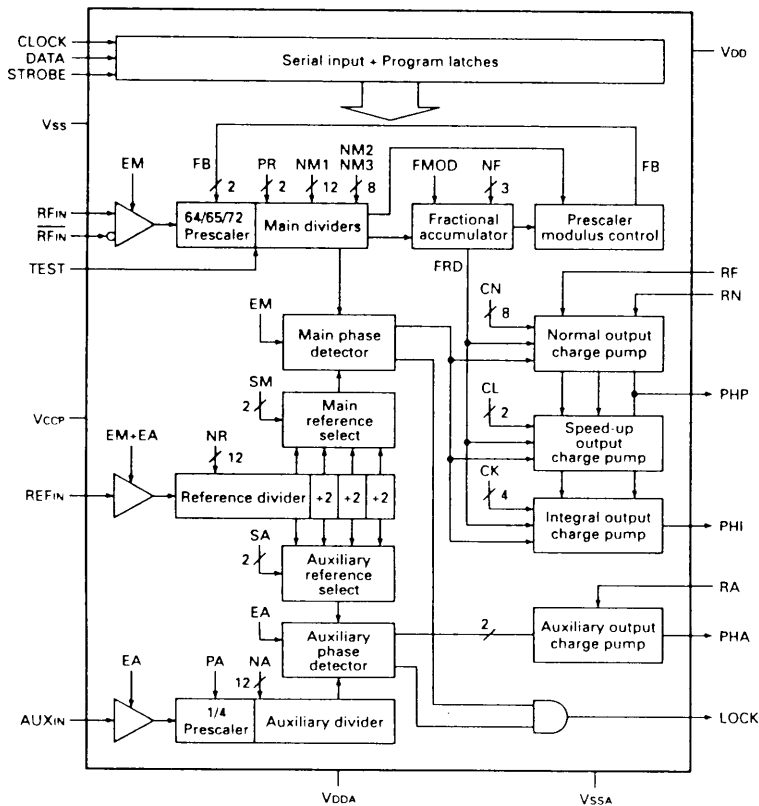 CLOCK
DATA
STROBE
Serial input + Program latches
VDD
VSS
EM
FB
2
PR
2
NM1
12
NM2
NM3
8
FMOD
NF
3
FB
RFIN
RFIN
64/65/72
Prescaler
Main dividers
Fractional
accumulator
Prescaler
modulus control
TEST
FRD
RF
RN
CN
8
EM
Main phase
detector
Normal output
charge pump
PHP
SM
2
Main
reference
select
CL
2
Speed-up
output
charge pump
VCCP
EM+EA
NR
12
CK
4
REFIN
Reference divider
÷2
÷2
÷2
Integral output
charge pump
PHI
SA
2
Auxiliary
reference
select
RA
EA
Auxiliary
phase
detector
2
Auxiliary output
charge pump
PHA
EA
PA
NA
12
AUXIN
1/4
Prescaler
Auxiliary divider
LOCK
VDDA
VSSA